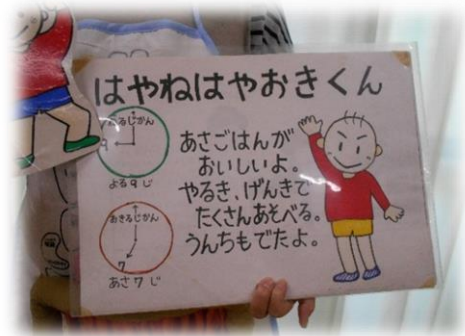 はやねはやおきくん
ねるじかん
9
よる9じ
おきるじかん
7
あさ7じ
あさごはんが
おいしいよ。
やるき、げんきで
たくさんあそべる。
うんちもでたよ。